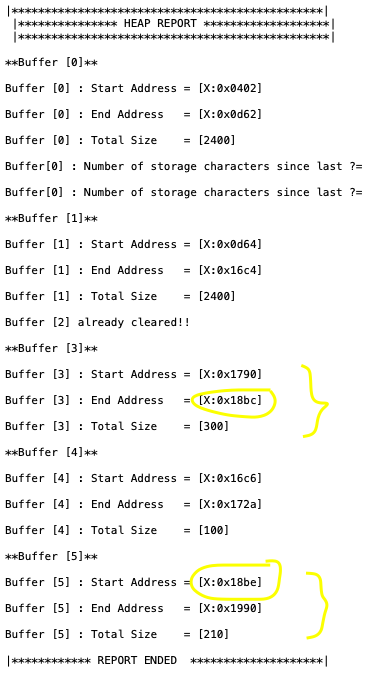 |***********************************************|
|*************** HEAP REPORT *******************|
|***********************************************|
**Buffer [0]**
Buffer [0] : Start Address = [X:0x0402]
Buffer [0] : End Address   = [X:0x0d62]
Buffer [0] : Total Size    = [2400]
Buffer[0] : Number of storage characters since last ?=
Buffer[0] : Number of storage characters since last ?=
**Buffer [1]**
Buffer [1] : Start Address = [X:0x0d64]
Buffer [1] : End Address   = [X:0x16c4]
Buffer [1] : Total Size    = [2400]
Buffer [2] already cleared!!
**Buffer [3]**
Buffer [3] : Start Address = [X:0x1790]
Buffer [3] : End Address   = [X:0x18bc]
Buffer [3] : Total Size    = [300]
**Buffer [4]**
Buffer [4] : Start Address = [X:0x16c6]
Buffer [4] : End Address   = [X:0x172a]
Buffer [4] : Total Size    = [100]
**Buffer [5]**
Buffer [5] : Start Address = [X:0x18be]
Buffer [5] : End Address   = [X:0x1990]
Buffer [5] : Total Size    = [210]
|************ REPORT ENDED  ********************|